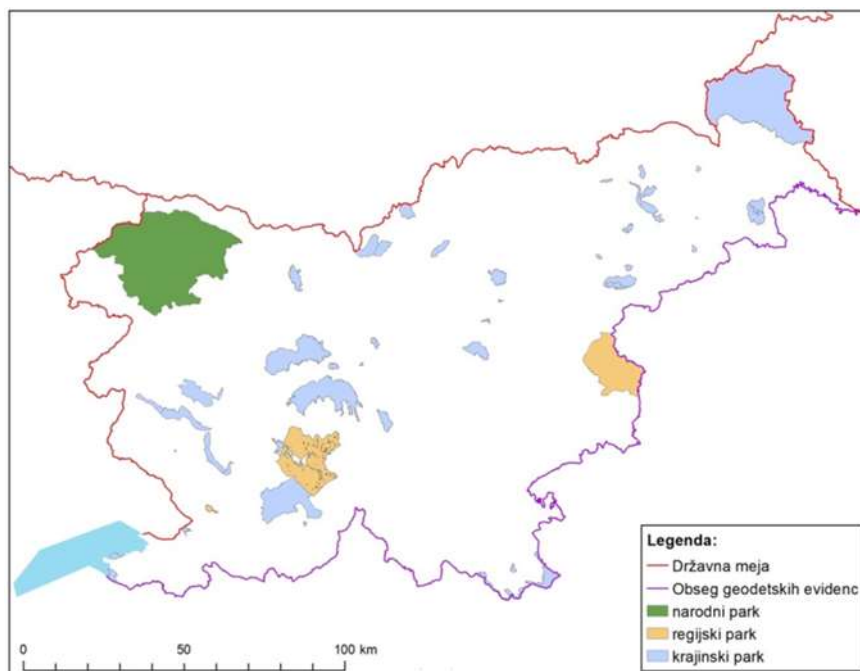 Legenda:
Državna meja
Obseg geodetskih evidenc
narodni park
regijski park
krajinski park
0 50 100 km